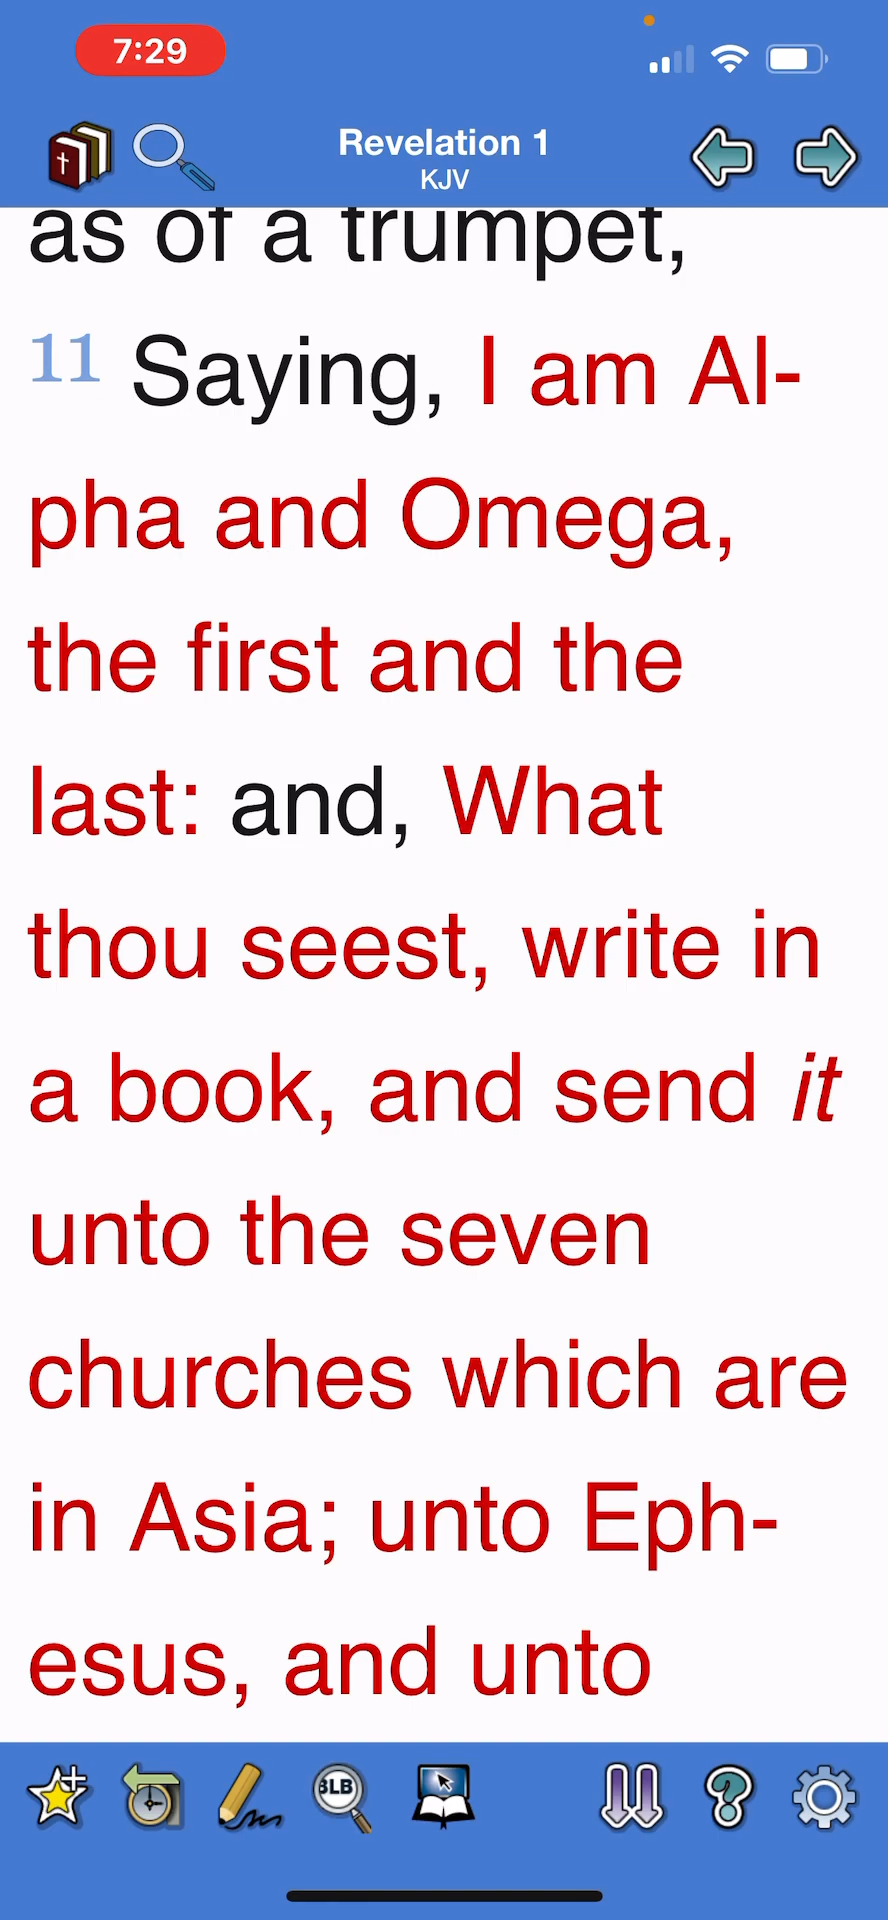 7:29
Revelation 1
KJV
as of a trumpet,
11 Saying, I am Al-
pha and Omega,
the first and the
last: and, What
thou seest, write in
a book, and send it
unto the seven
churches which are
in Asia; unto Eph-
esus, and unto
BLB